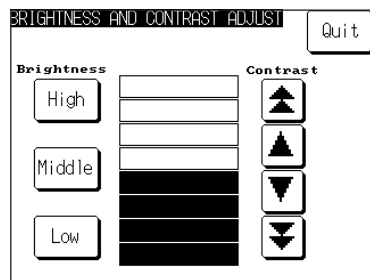 BRIGHTNESS AND CONTRAST ADJUST
Quit
Brightness
Contrast
High
Middle
Low